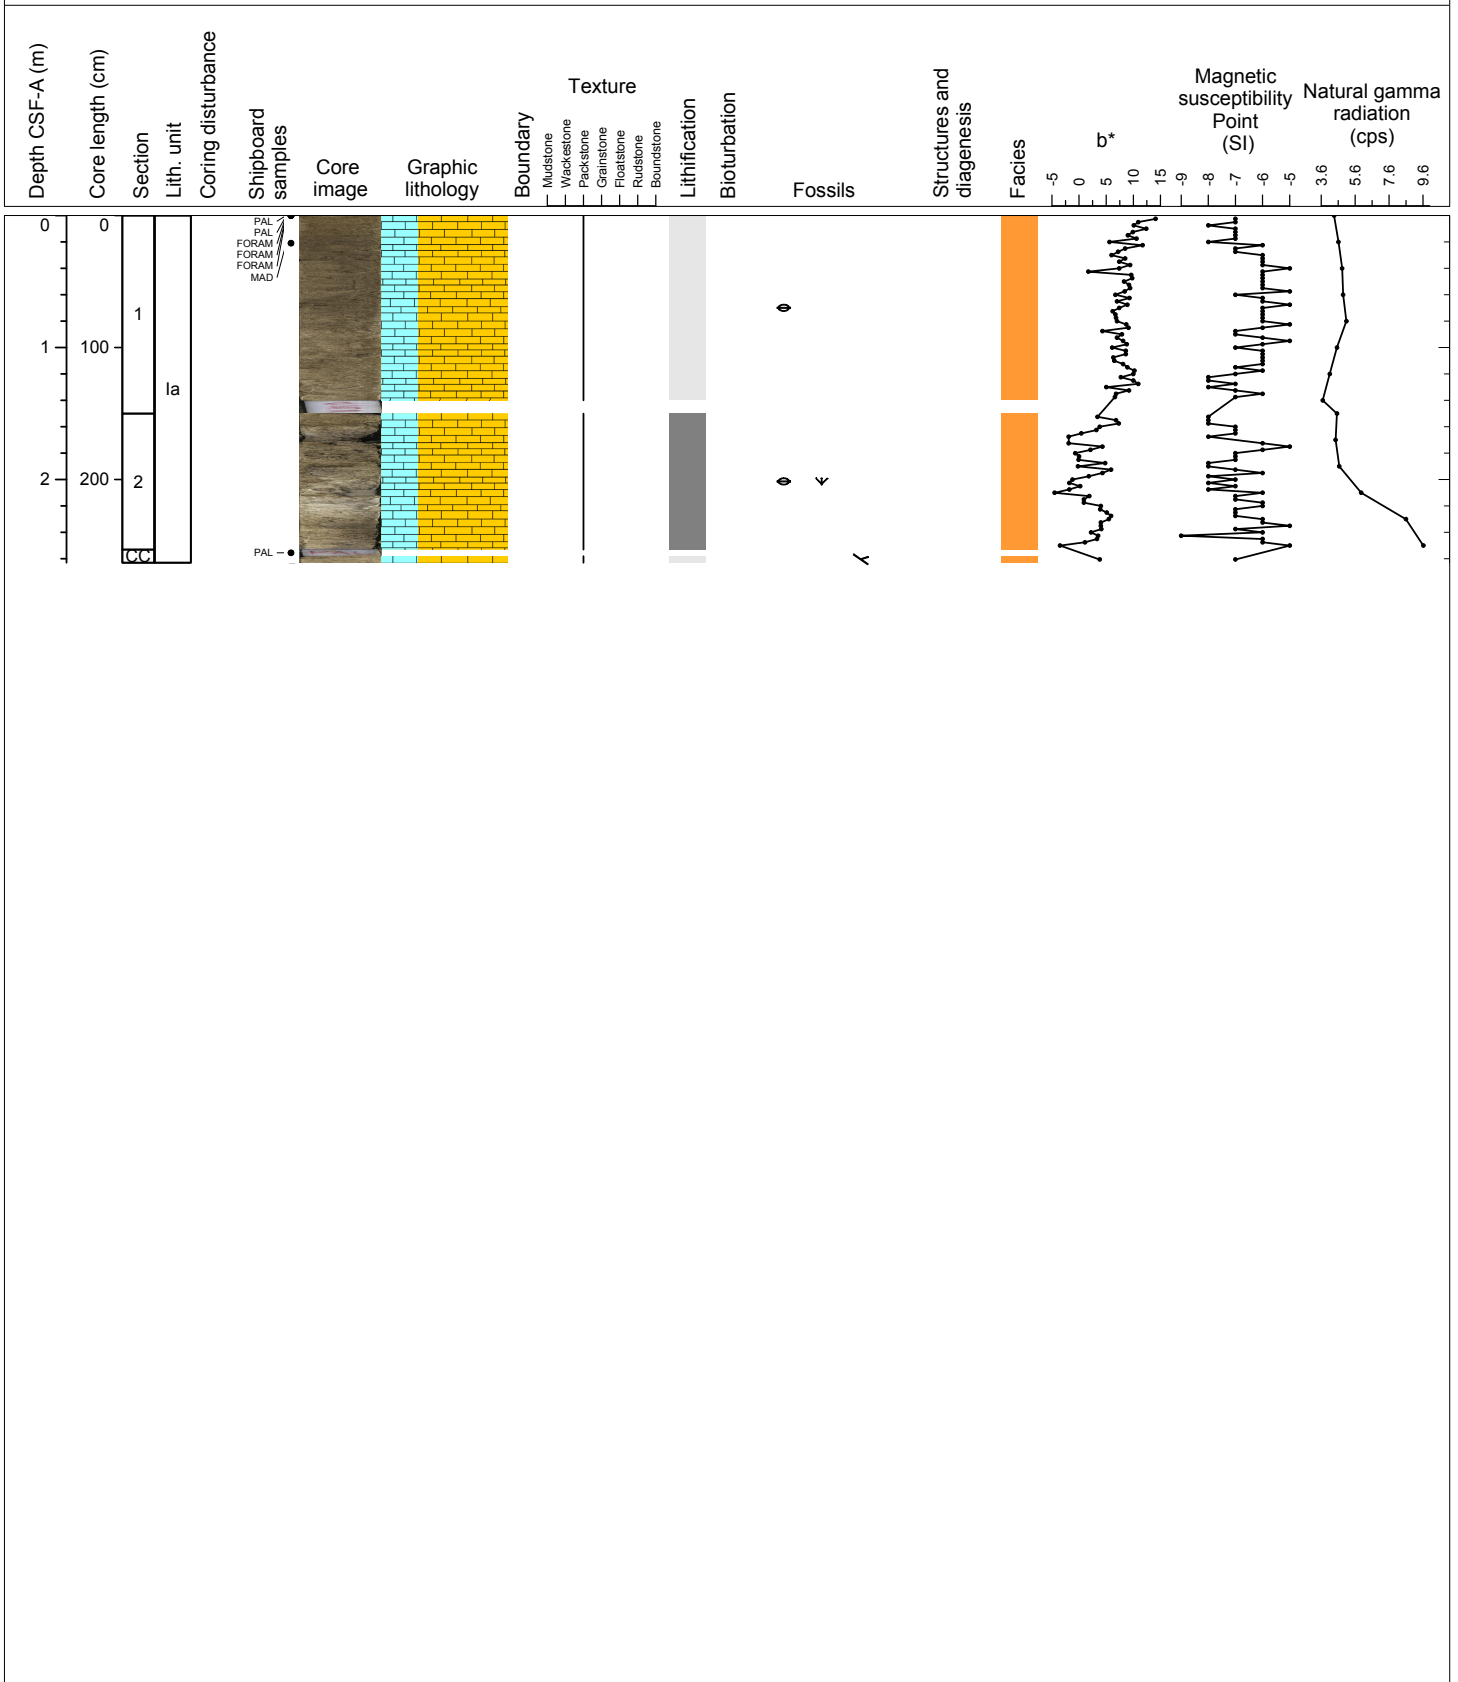 Depth CSF-A (m)
Core length (cm)
Section
Lith. unit
Coring disturbance
Shipboard
samples
Core
image
Graphic
lithology
Boundary
Texture
Mudstone
Wackestone
Packstone
Grainstone
Floatstone
Rudstone
Boundstone
Lithification
Bioturbation
Fossils
Structures and
diagenesis
Facies
b*
-5 0 5 10 15
Magnetic
susceptibility
Point
(SI)
-9 -8 -7 -6 -5
Natural gamma
radiation
(cps)
3.6 5.6 7.6 9.6
0 0
PAL
PAL
FORAM
FORAM
FORAM
MAD
1
1 100
Ia
2 200 2
CC
PAL